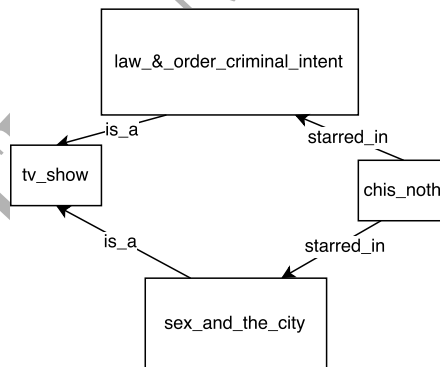 law_&_order_criminal_intent
is_a
starred_in
tv_show
chis_noth
is_a
starred_in
sex_and_the_city